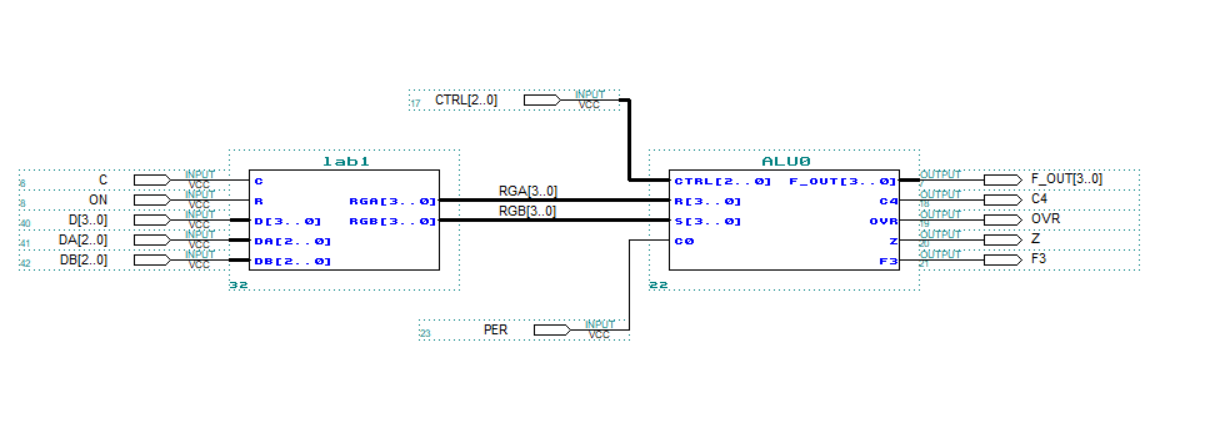 17 CTRL[2..0] INPUT VCC
lab1
ALU0
6 C INPUT VCC
8 ON INPUT VCC
40 D[3..0] INPUT VCC
41 DA[2..0] INPUT VCC
42 DB[2..0] INPUT VCC
C
R RGA[3..0]
D[3..0] RGB[3..0]
DA[2..0]
DB[2..0]
32
RGA[3..0]
RGB[3..0]
CTRL[2..0] F_OUT[3..0]
R[3..0] C4
S[3..0] OVR
C0 Z
F3
22
OUTPUT F_OUT[3..0]
OUTPUT 18 C4
OUTPUT 19 OVR
OUTPUT 20 Z
OUTPUT 21 F3
23 PER INPUT VCC